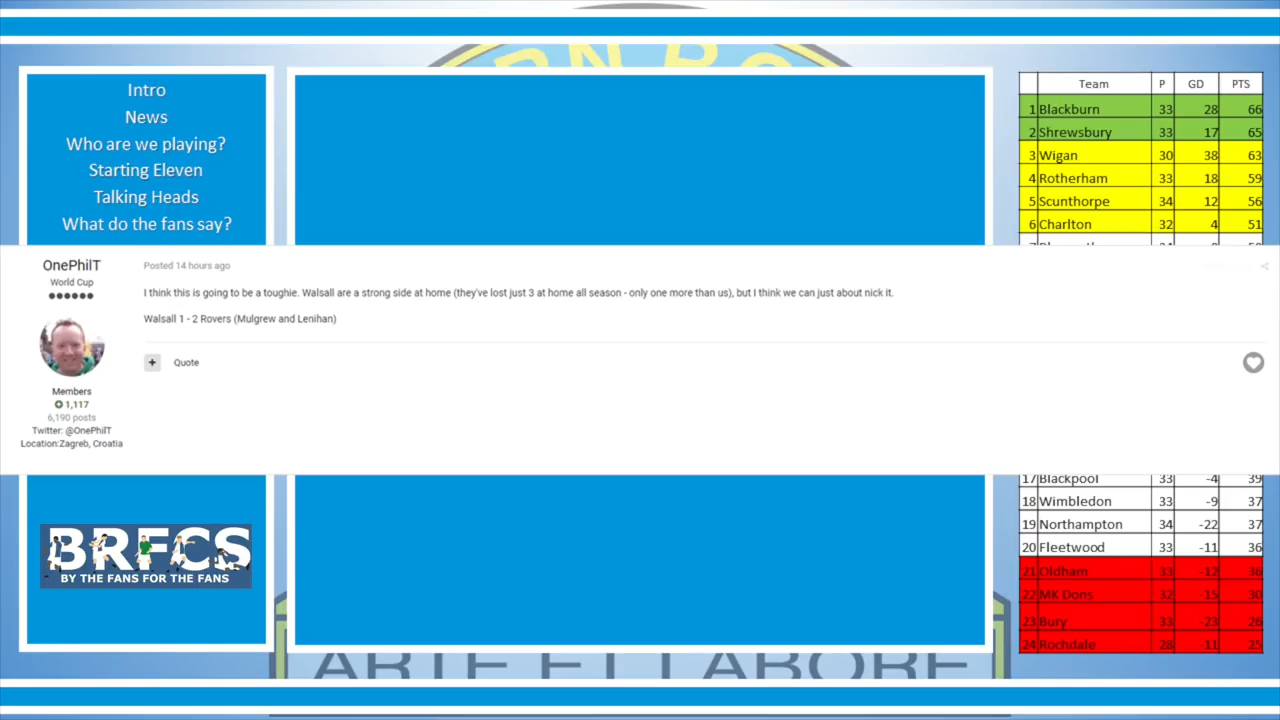 RN RO
Intro
News
Who are we playing?
Starting Eleven
Talking Heads
What do the fans say?
Team P GD PTS
1 Blackburn 33 28 66
2 Shrewsbury 33 17 65
3 Wigan 30 38 63
4 Rotherham 33 18 59
5 Scunthorpe 34 12 56
6 Charlton 32 4 51
OnePhilT
World Cup
Posted 14 hours ago
I think this is going to be a toughie. Walsall are a strong side at home (they've lost just 3 at home all season - only one more than us), but I think we can just about nick it.
Walsall 1 - 2 Rovers (Mulgrew and Lenihan)
+ Quote
Members
1,117
6,190 posts
Twitter: @OnePhilT
Location:Zagreb, Croatia
17 Blackpool 33 -4 39
18 Wimbledon 33 -9 37
19 Northampton 34 -22 37
20 Fleetwood 33 -11 36
21 Oldham 33 -12 36
22 MK Dons 32 -15 30
23 Bury 33 -23 26
24 Rochdale 28 -11 25
BRFCS
BY THE FANS FOR THE FANS
ARTE ET LABORE